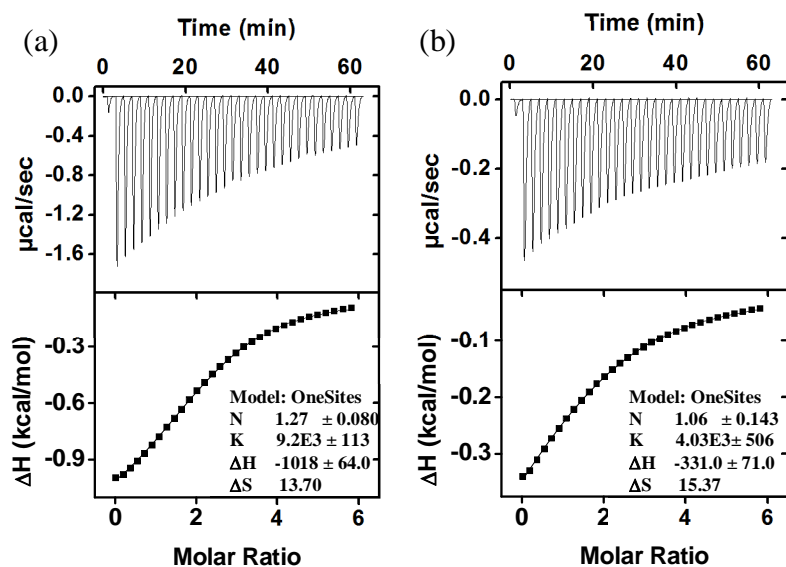 (a)
Time (min)
0 20 40 60
0.0
-0.4
-0.8
-1.2
-1.6
µcal/sec
-0.3
-0.6
-0.9
ΔH (kcal/mol)
Model: OneSites
N 1.27 ± 0.080
K 9.2E3 ± 113
ΔH -1018 ± 64.0
ΔS 13.70
0 2 4 6
Molar Ratio
(b)
Time (min)
0 20 40 60
0.0
-0.2
-0.4
µcal/sec
-0.1
-0.2
-0.3
ΔH (kcal/mol)
Model: OneSites
N 1.06 ± 0.143
K 4.03E3± 506
ΔH -331.0 ± 71.0
ΔS 15.37
0 2 4 6
Molar Ratio